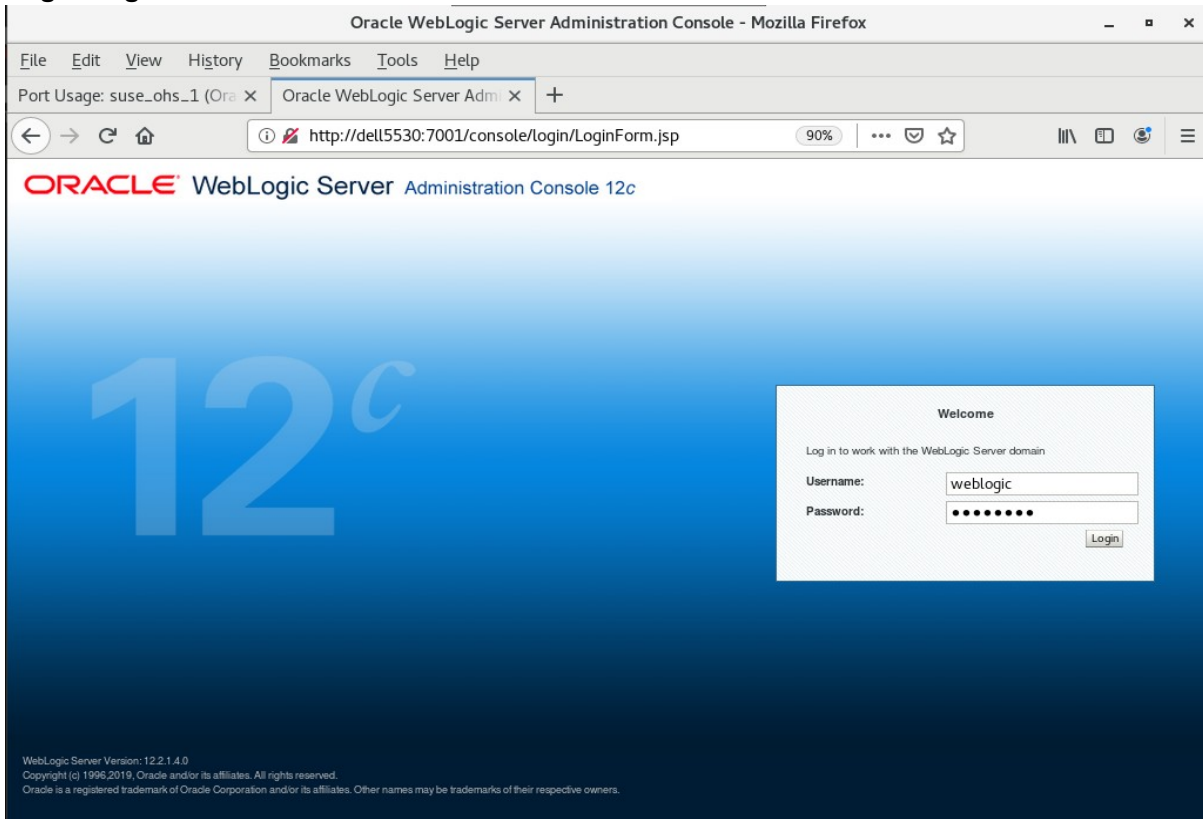 Oracle WebLogic Server Administration Console - Mozilla Firefox
File Edit View History Bookmarks Tools Help
Port Usage: suse_ohs_1 (Ora Oracle WebLogic Server Admi
http://dell5530:7001/console/login/LoginForm.jsp 90%
ORACLE WebLogic Server Administration Console 12c
12c
Welcome
Log in to work with the WebLogic Server domain
Username: weblogic
Password: ●●●●●●●●
Login
WebLogic Server Version: 12.2.1.4.0
Copyright (c) 1996,2019, Oracle and/or its affiliates. All rights reserved.
Oracle is a registered trademark of Oracle Corporation and/or its affiliates. Other names may be trademarks of their respective owners.